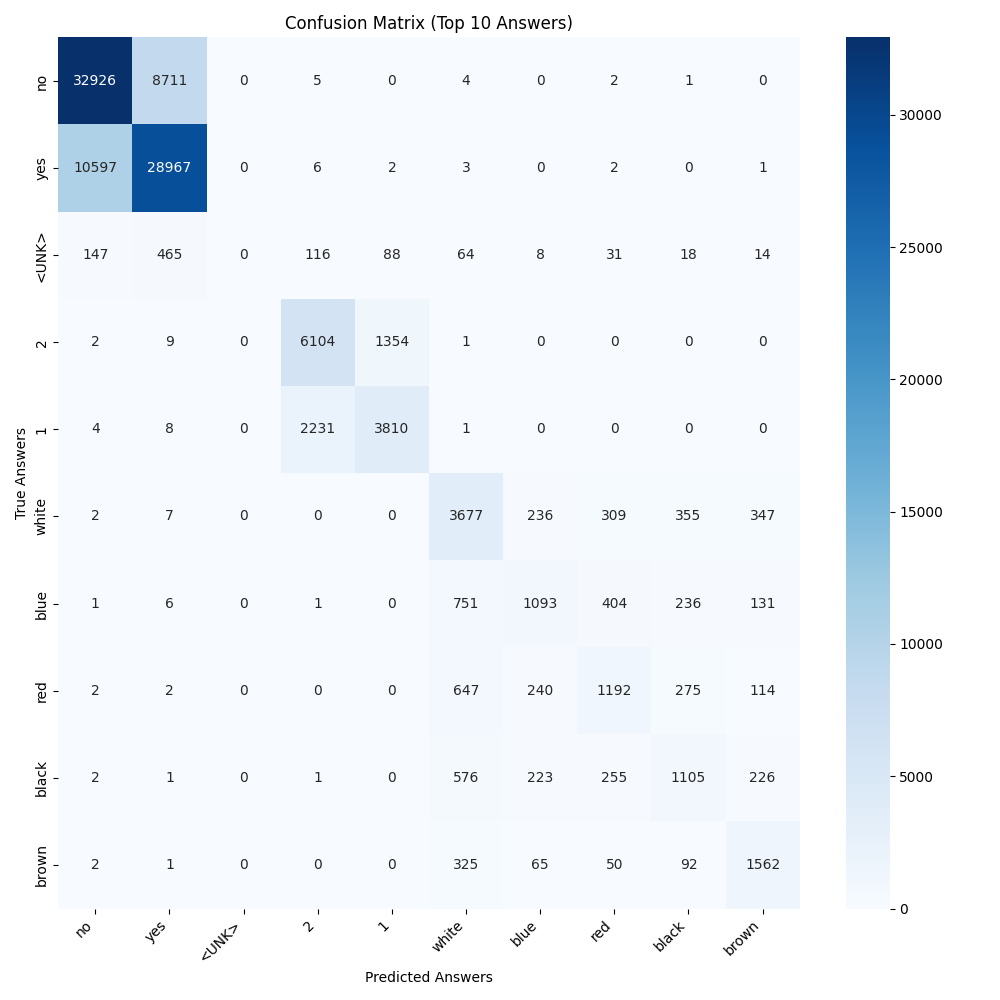 Confusion Matrix (Top 10 Answers)
True Answers
no 32926 8711 0 5 0 4 0 2 1 0
yes 10597 28967 0 6 2 3 0 2 0 1
<UNK> 147 465 0 116 88 64 8 31 18 14
2 2 9 0 6104 1354 1 0 0 0 0
1 4 8 0 2231 3810 1 0 0 0 0
white 2 7 0 0 0 3677 236 309 355 347
blue 1 6 0 1 0 751 1093 404 236 131
red 2 2 0 0 0 647 240 1192 275 114
black 2 1 0 1 0 576 223 255 1105 226
brown 2 1 0 0 0 325 65 50 92 1562
no yes <UNK> 2 1 white blue red black brown
Predicted Answers
30000
25000
20000
15000
10000
5000
0